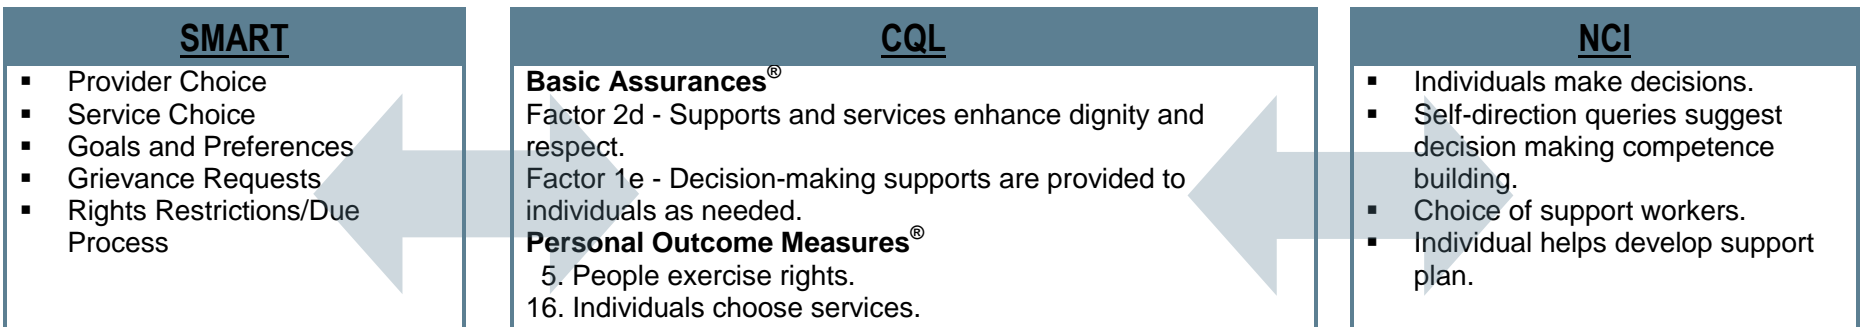 SMART
▪ Provider Choice
▪ Service Choice
▪ Goals and Preferences
▪ Grievance Requests
▪ Rights Restrictions/Due
Process
CQL
Basic Assurances®
Factor 2d - Supports and services enhance dignity and
respect.
Factor 1e - Decision-making supports are provided to
individuals as needed.
Personal Outcome Measures®
5. People exercise rights.
16. Individuals choose services.
NCI
▪ Individuals make decisions.
▪ Self-direction queries suggest
decision making competence
building.
▪ Choice of support workers.
▪ Individual helps develop support
plan.